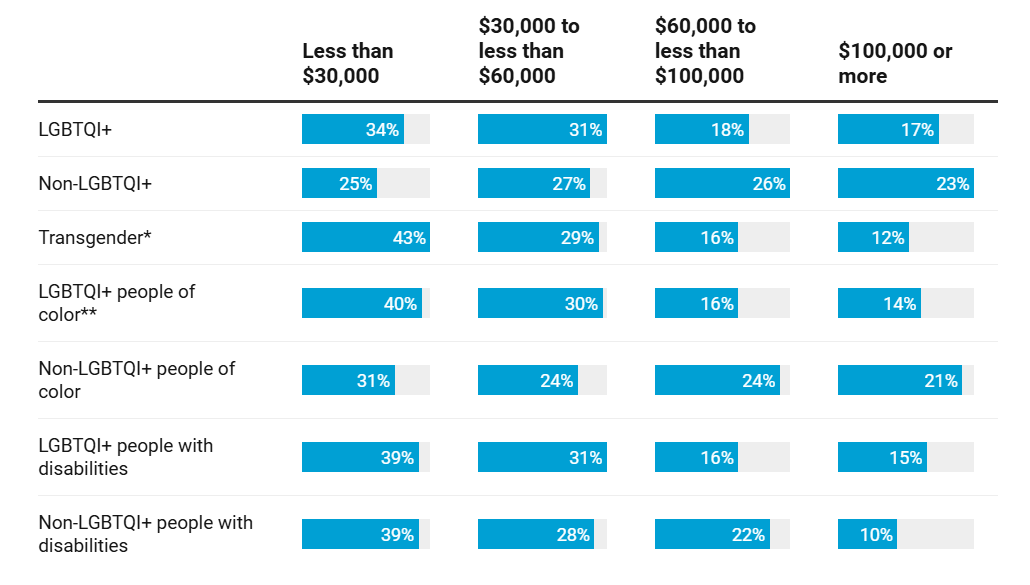 Less than
$30,000
$30,000 to
less than
$60,000
$60,000 to
less than
$100,000
$100,000 or
more
LGBTQI+
34%
31%
18%
17%
Non-LGBTQI+
25%
27%
26%
23%
Transgender*
43%
29%
16%
12%
LGBTQI+ people of
color**
40%
30%
16%
14%
Non-LGBTQI+ people of
color
31%
24%
24%
21%
LGBTQI+ people with
disabilities
39%
31%
16%
15%
Non-LGBTQI+ people with
disabilities
39%
28%
22%
10%